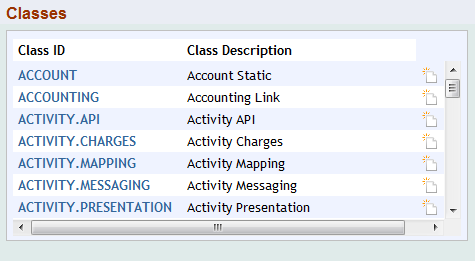 Classes
Class ID Class Description
ACCOUNT Account Static
ACCOUNTING Accounting Link
ACTIVITY.API Activity API
ACTIVITY.CHARGES Activity Charges
ACTIVITY.MAPPING Activity Mapping
ACTIVITY.MESSAGING Activity Messaging
ACTIVITY.PRESENTATION Activity Presentation